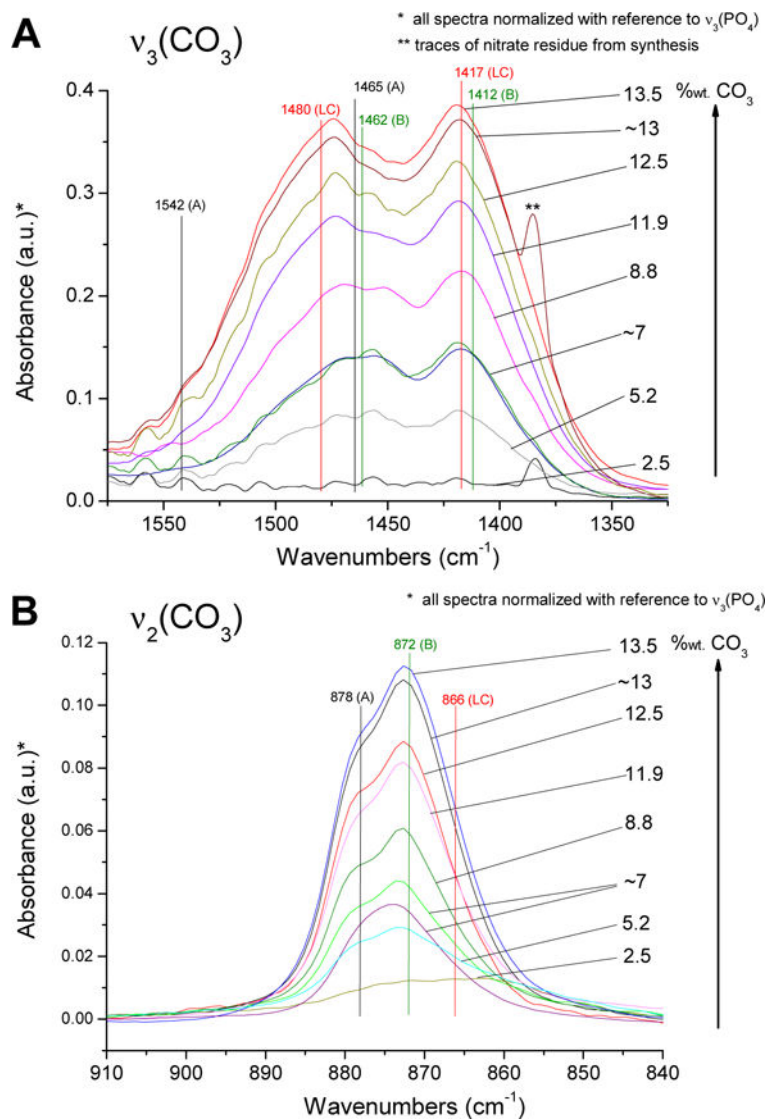 A
ν3(CO3)
* all spectra normalized with reference to ν3(PO4)
** traces of nitrate residue from synthesis
1480 (LC)
1465 (A)
1462 (B)
1417 (LC)
1412 (B)
1542 (A)
**
%wt. CO3
13.5
~13
12.5
11.9
8.8
~7
5.2
2.5
Absorbance (a.u.)*
0.4
0.3
0.2
0.1
0.0
1550 1500 1450 1400 1350
Wavenumbers (cm-1)
B
ν2(CO3)
* all spectra normalized with reference to ν3(PO4)
872 (B)
878 (A)
866 (LC)
%wt. CO3
13.5
~13
12.5
11.9
8.8
~7
5.2
2.5
Absorbance (a.u.)*
0.12
0.10
0.08
0.06
0.04
0.02
0.00
910 900 890 880 870 860 850 840
Wavenumbers (cm-1)